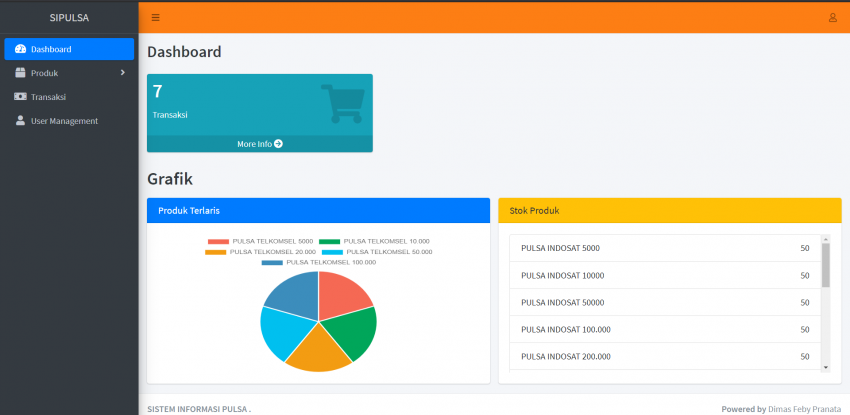 SIPULSA
Dashboard
Produk
Transaksi
User Management
Dashboard
7
Transaksi
More Info
Grafik
Produk Terlaris
PULSA TELKOMSEL 5000 PULSA TELKOMSEL 10 000
PULSA TELKOMSEL 20 000 PULSA TELKOMSEL 50 000
PULSA TELKOMSEL 100 000
Stok Produk
PULSA INDOSAT 5000 50
PULSA INDOSAT 10000 50
PULSA INDOSAT 50000 50
PULSA INDOSAT 100.000 50
PULSA INDOSAT 200.000 50
SISTEM INFORMASI PULSA . Powered by Dimas Feby Pranata